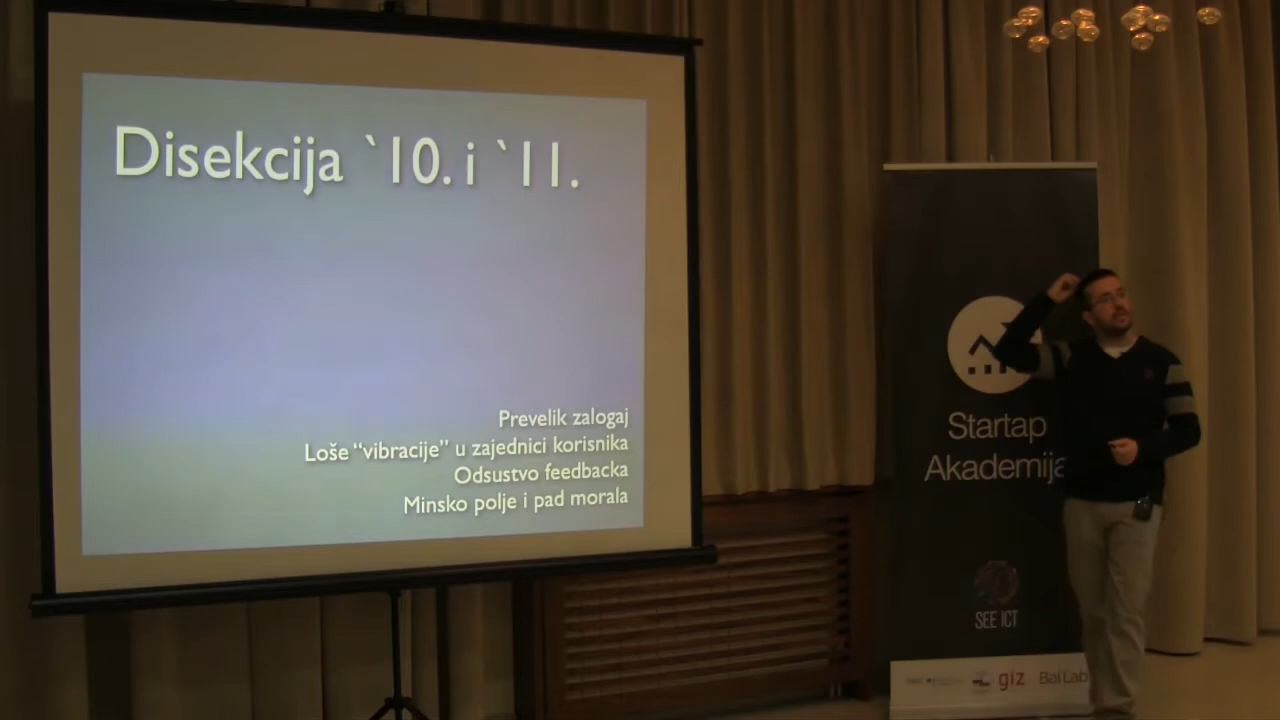 Disekcija `10. i `11.
Prevelik zalogaj
Loše “vibracije” u zajednici korisnika
Odsustvo feedbacka
Minsko polje i pad morala
Startap
Akademija
SEE ICT
giz